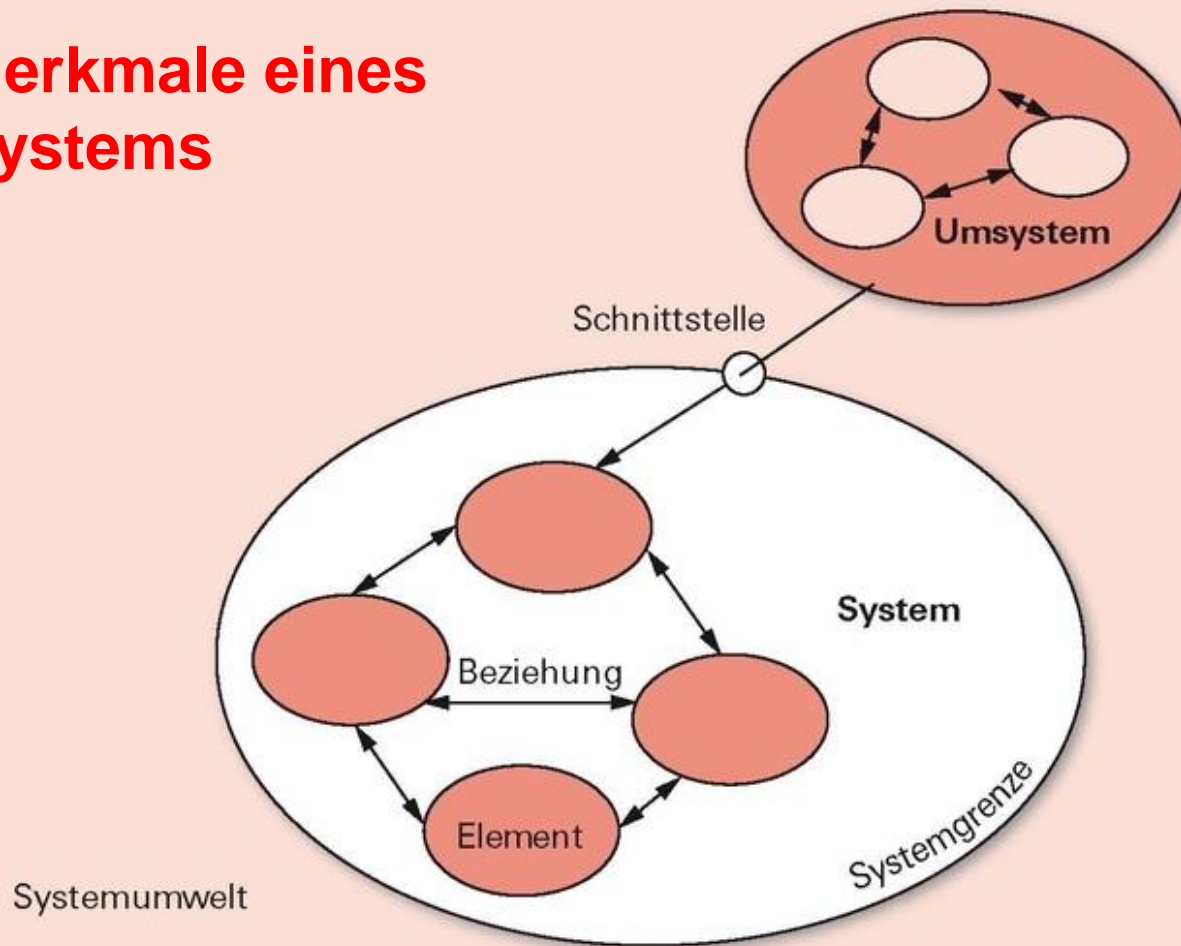 erkmale eines
ystems
Umsystem
Schnittstelle
System
Beziehung
Element
Systemgrenze
Systemumwelt